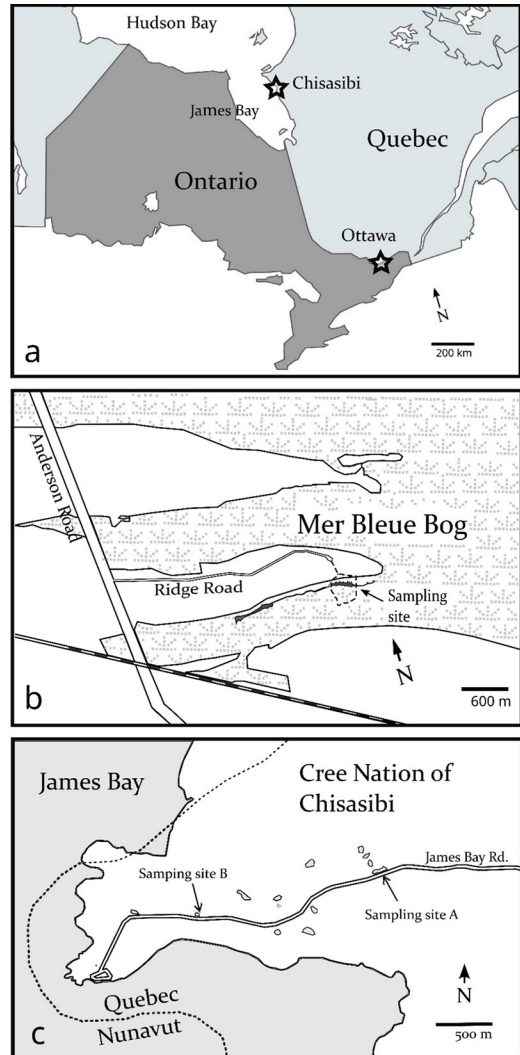 Hudson Bay
Chisasibi
James Bay
Quebec
Ontario
Ottawa
N
200 km
a
Anderson Road
Mer Bleue Bog
Ridge Road
Sampling
site
N
600 m
b
James Bay
Cree Nation of
Chisasibi
James Bay Rd.
Samping site B
Sampling site A
Quebec
Nunavut
N
500 m
c